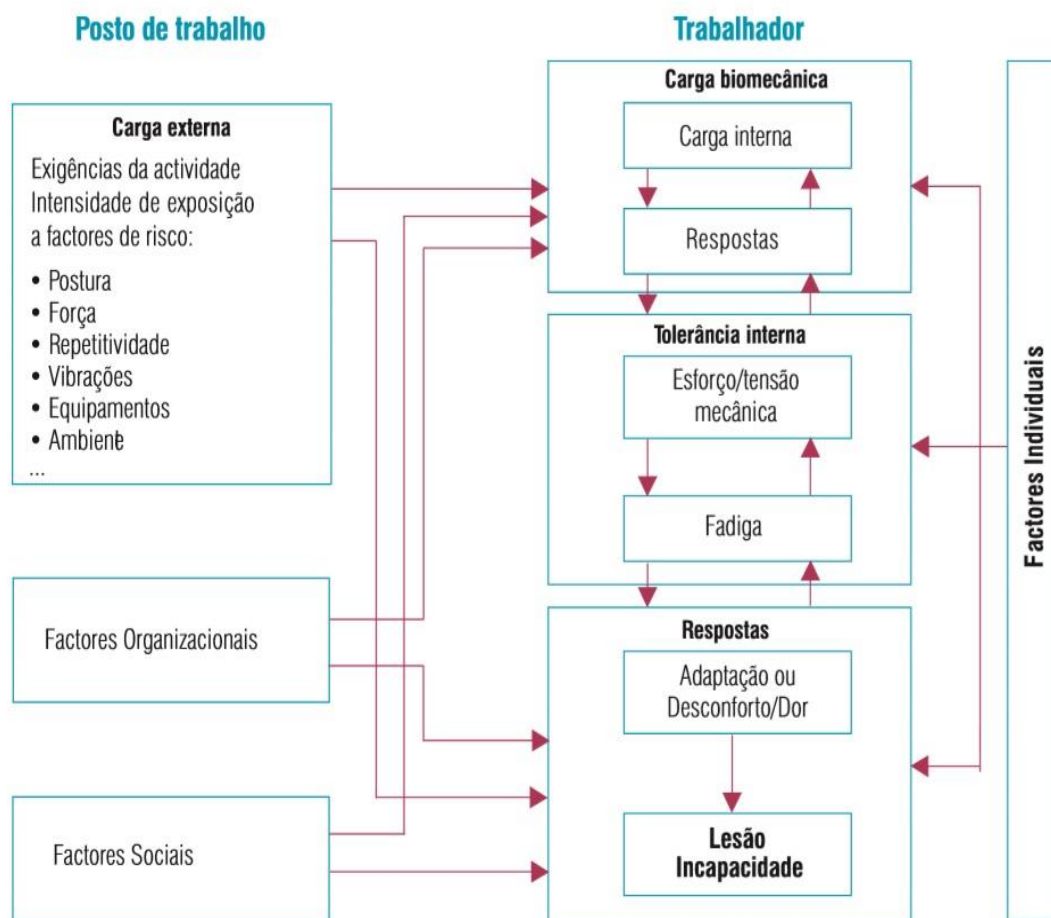 Posto de trabalho
Trabalhador
Carga externa
Exigências da actividade
Intensidade de exposição
a factores de risco:
• Postura
• Força
• Repetitividade
• Vibrações
• Equipamentos
• Ambiente
...
Factores Organizacionais
Factores Sociais
Carga biomecânica
Carga interna
Respostas
Tolerância interna
Esforço/tensão
mecânica
Fadiga
Respostas
Adaptação ou
Desconforto/Dor
Lesão
Incapacidade
Factores Individuais